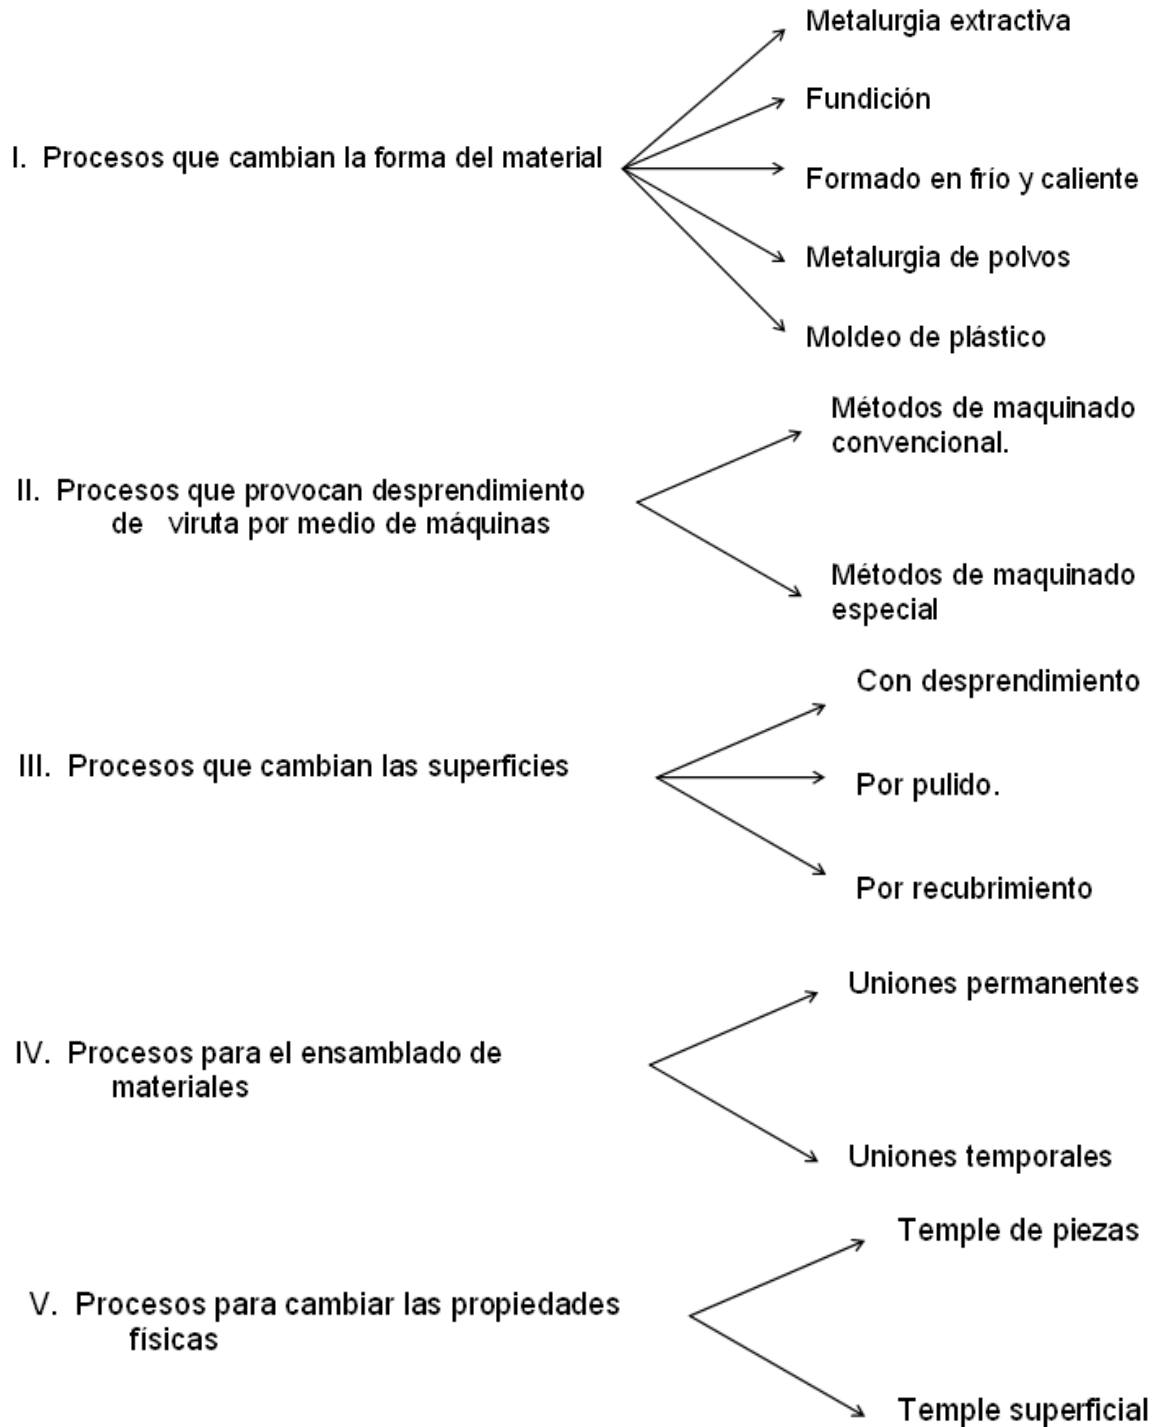 Metalurgia extractiva
Fundición
I. Procesos que cambian la forma del material
Formado en frío y caliente
Metalurgia de polvos
Moldeo de plástico
Métodos de maquinado
convencional.
II. Procesos que provocan desprendimiento
de viruta por medio de máquinas
Métodos de maquinado
especial
Con desprendimiento
III. Procesos que cambian las superficies
Por pulido.
Por recubrimiento
Uniones permanentes
IV. Procesos para el ensamblado de
materiales
Uniones temporales
Temple de piezas
V. Procesos para cambiar las propiedades
físicas
Temple superficial